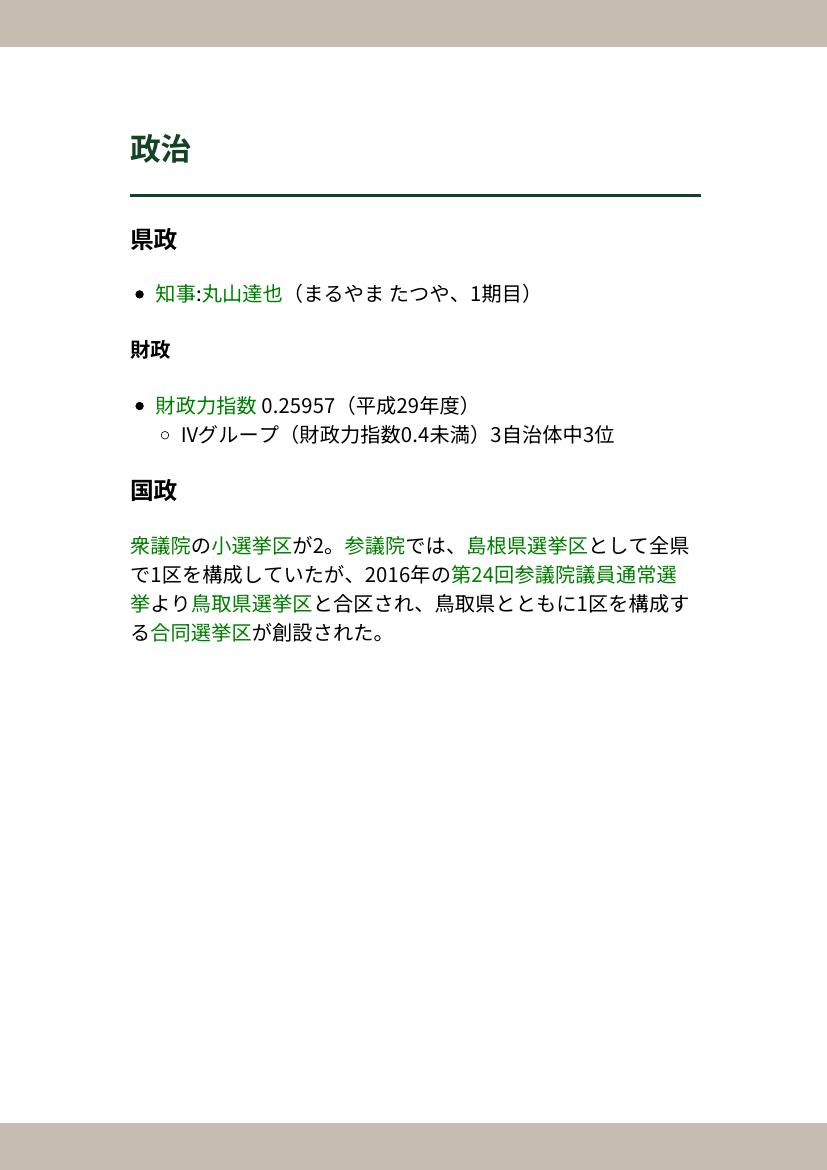 政治
県政
知事:丸山達也（まるやま たつや、1期目）
財政
財政力指数 0.25957（平成29年度）
IVグループ（財政力指数0.4未満）3自治体中3位
国政
衆議院の小選挙区が2。参議院では、島根県選挙区として全県
で1区を構成していたが、2016年の第24回参議院議員通常選
挙より鳥取県選挙区と合区され、鳥取県とともに1区を構成す
る合同選挙区が創設された。